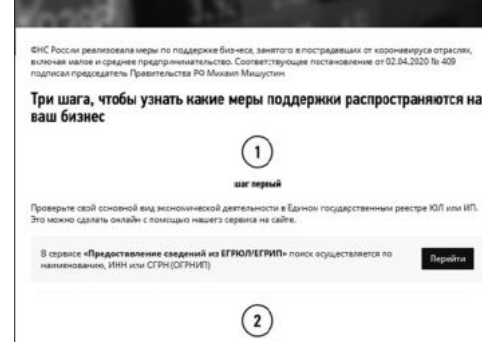 ФНС России реализовала меры по поддержке бизнеса, занятого в пострадавших от коронавируса отраслях,
включая малое и среднее предпринимательство. Соответствующее постановление от 02.04.2020 № 409
подписал председатель Правительства РФ Михаил Мишустин
Три шага, чтобы узнать какие меры поддержки распространяются на
ваш бизнес
1
шаг первый
Проверьте свой основной вид экономической деятельности в Едином государственным реестре ЮЛ или ИП.
Это можно сделать онлайн с помощью нашего сервиса на сайте.
В сервисе «Предоставление сведений из ЕГРЮЛ/ЕГРИП» поиск осуществляется по
наименованию, ИНН или ОГРН (ОГРНИП)
Перейти
2